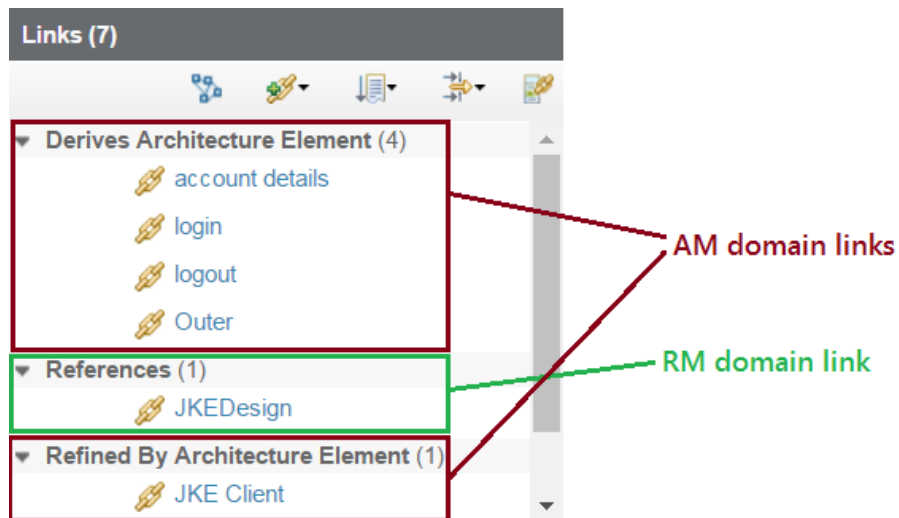 Links (7)
Derives Architecture Element (4)
account details
login
logout
Outer
AM domain links
References (1)
RM domain link
JKEDesign
Refined By Architecture Element (1)
JKE Client